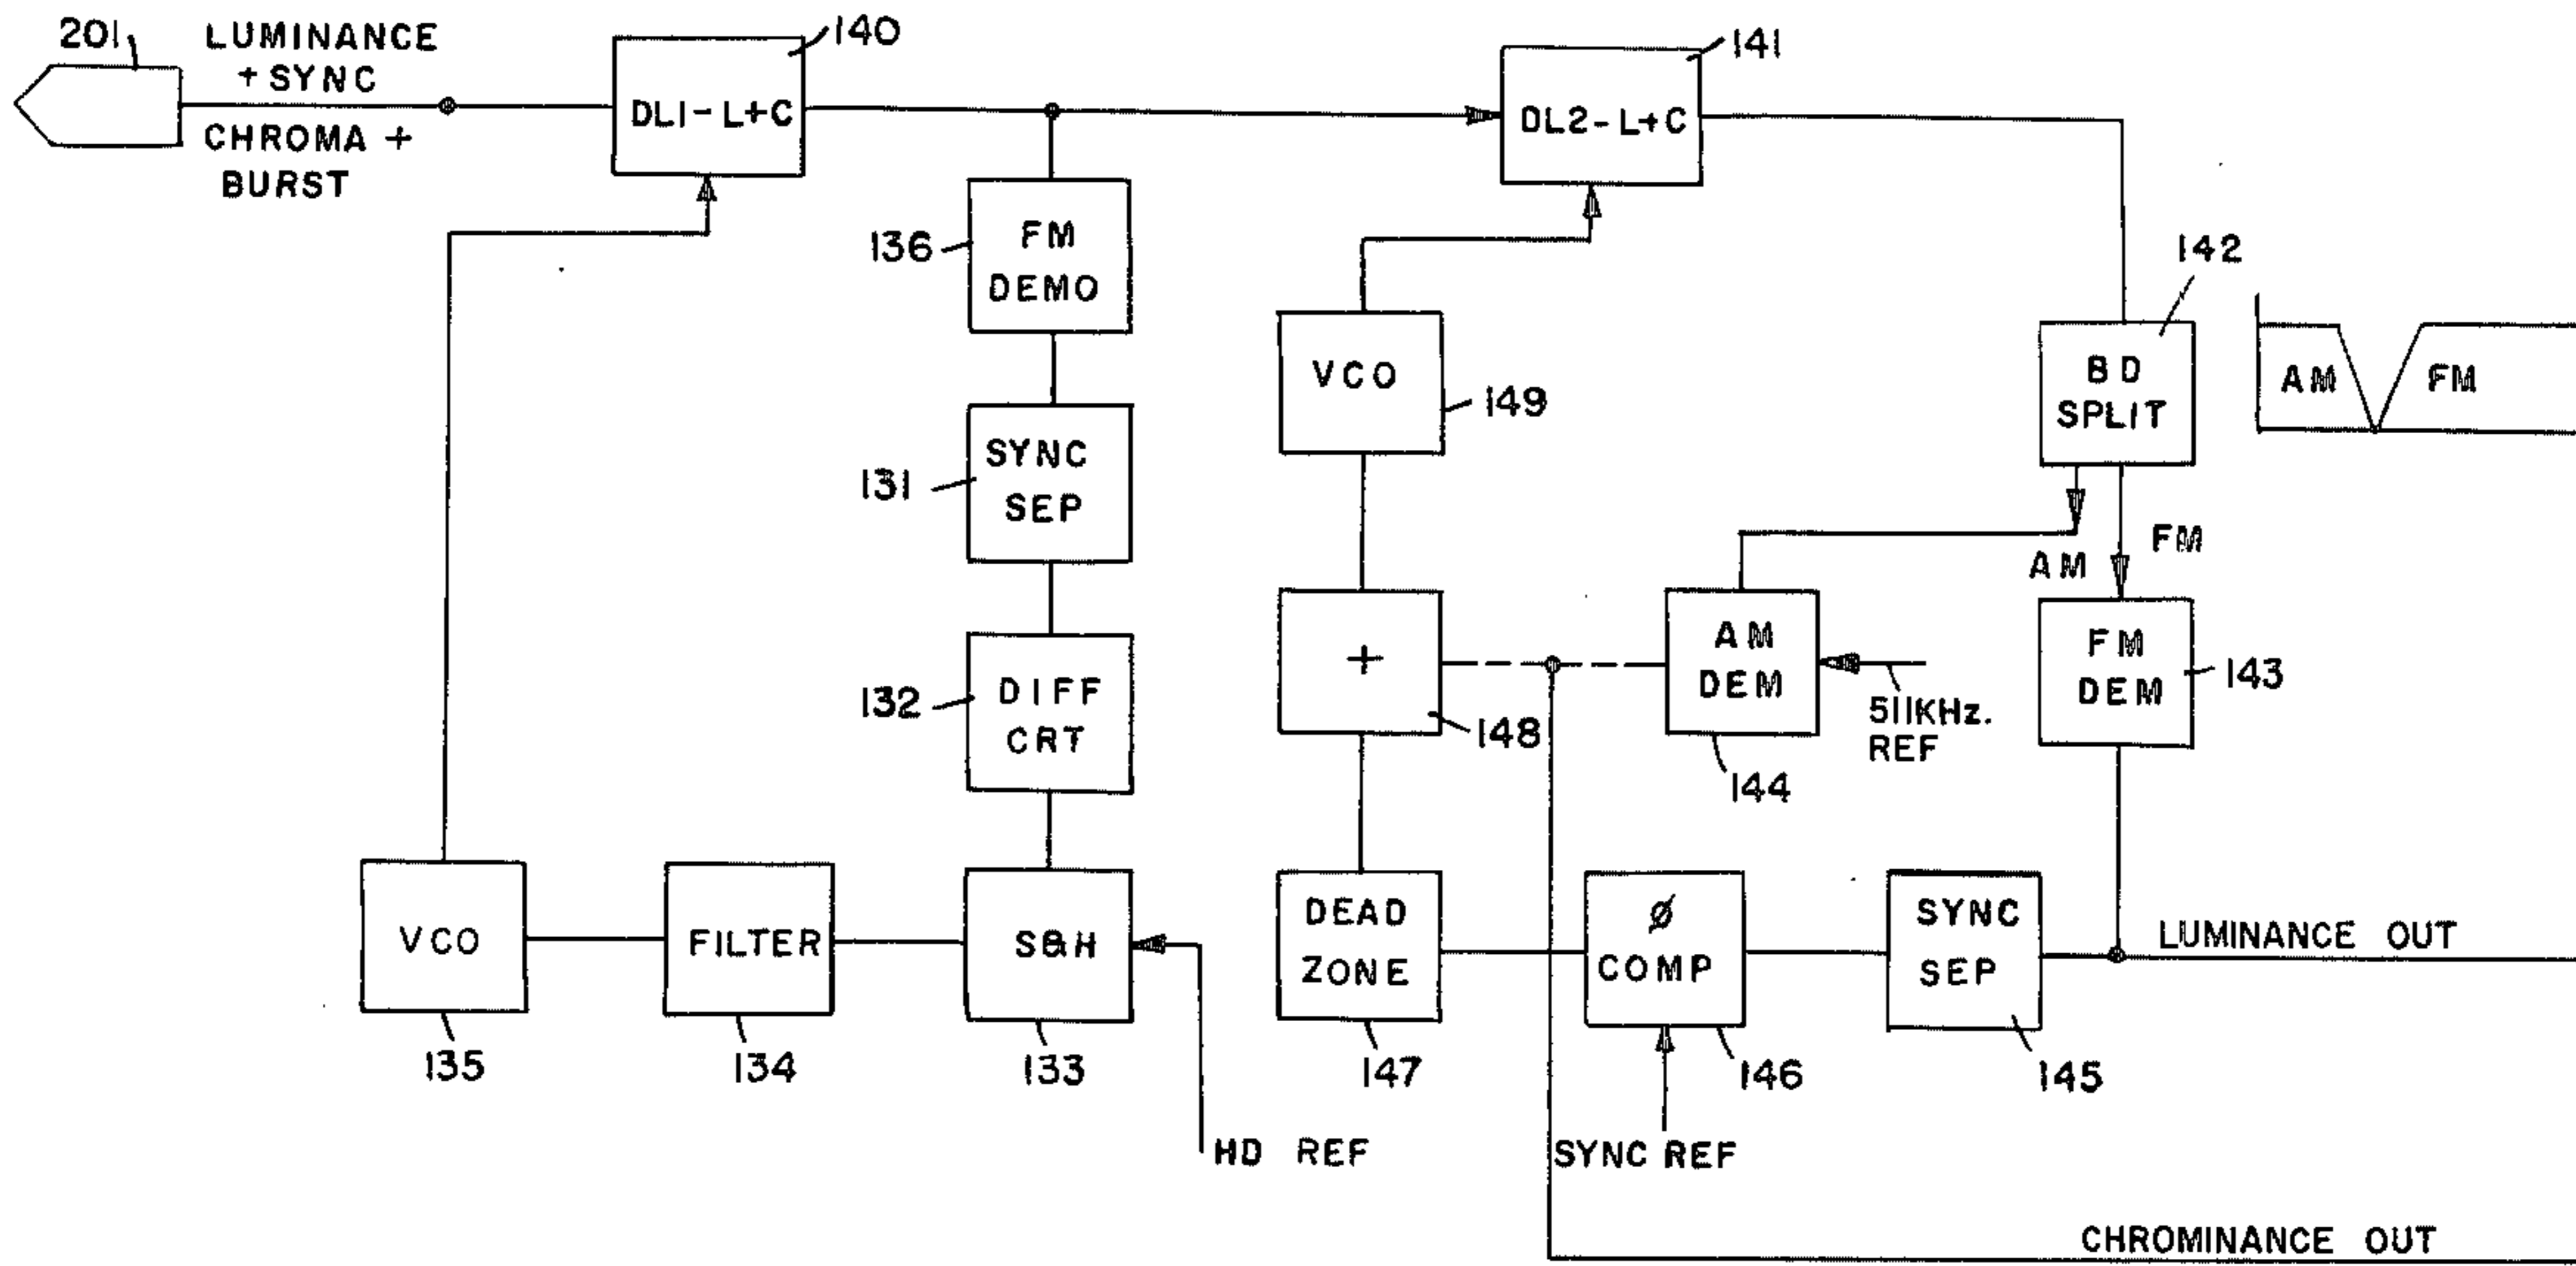 201
LUMINANCE
+ SYNC
CHROMA +
BURST
140
DL1-L+C
141
DL2-L+C
136
FM
DEMO
142
BD
SPLIT
AM
FM
VCO
149
131
SYNC
SEP
AM
FM
132
DIFF
CRT
+
148
AM
DEM
144
511KHz.
REF
FM
DEM
143
VCO
135
FILTER
134
S&H
133
HD REF
DEAD
ZONE
147
Ø
COMP
146
SYNC REF
SYNC
SEP
145
LUMINANCE OUT
CHROMINANCE OUT